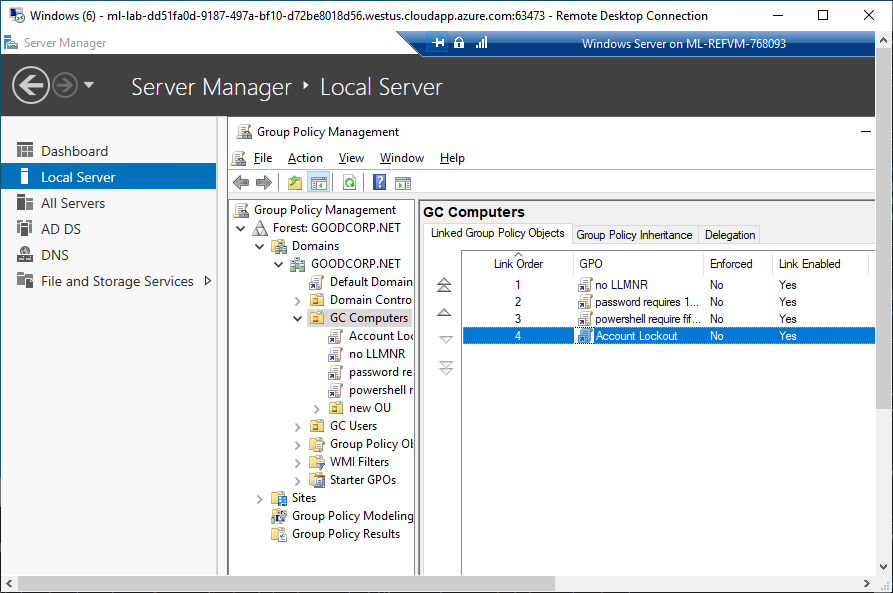 Windows (6) - ml-lab-dd51fa0d-9187-497a-bf10-d72be8018d56.westus.cloudapp.azure.com:63473 - Remote Desktop Connection
Server Manager
Windows Server on ML-REFVM-768093
Server Manager ‣ Local Server
Dashboard
Local Server
All Servers
AD DS
DNS
File and Storage Services
Group Policy Management
File Action View Window Help
Group Policy Management
Forest: GOODCORP.NET
Domains
GOODCORP.NET
Default Domain
Domain Contro
GC Computers
Account Loc
no LLMNR
password re
powershell r
new OU
GC Users
Group Policy Ob
WMI Filters
Starter GPOs
Sites
Group Policy Modeling
Group Policy Results
GC Computers
Linked Group Policy Objects Group Policy Inheritance Delegation
Link Order GPO Enforced Link Enabled
1 no LLMNR No Yes
2 password requires 1... No Yes
3 powershell require fif... No Yes
4 Account Lockout No Yes